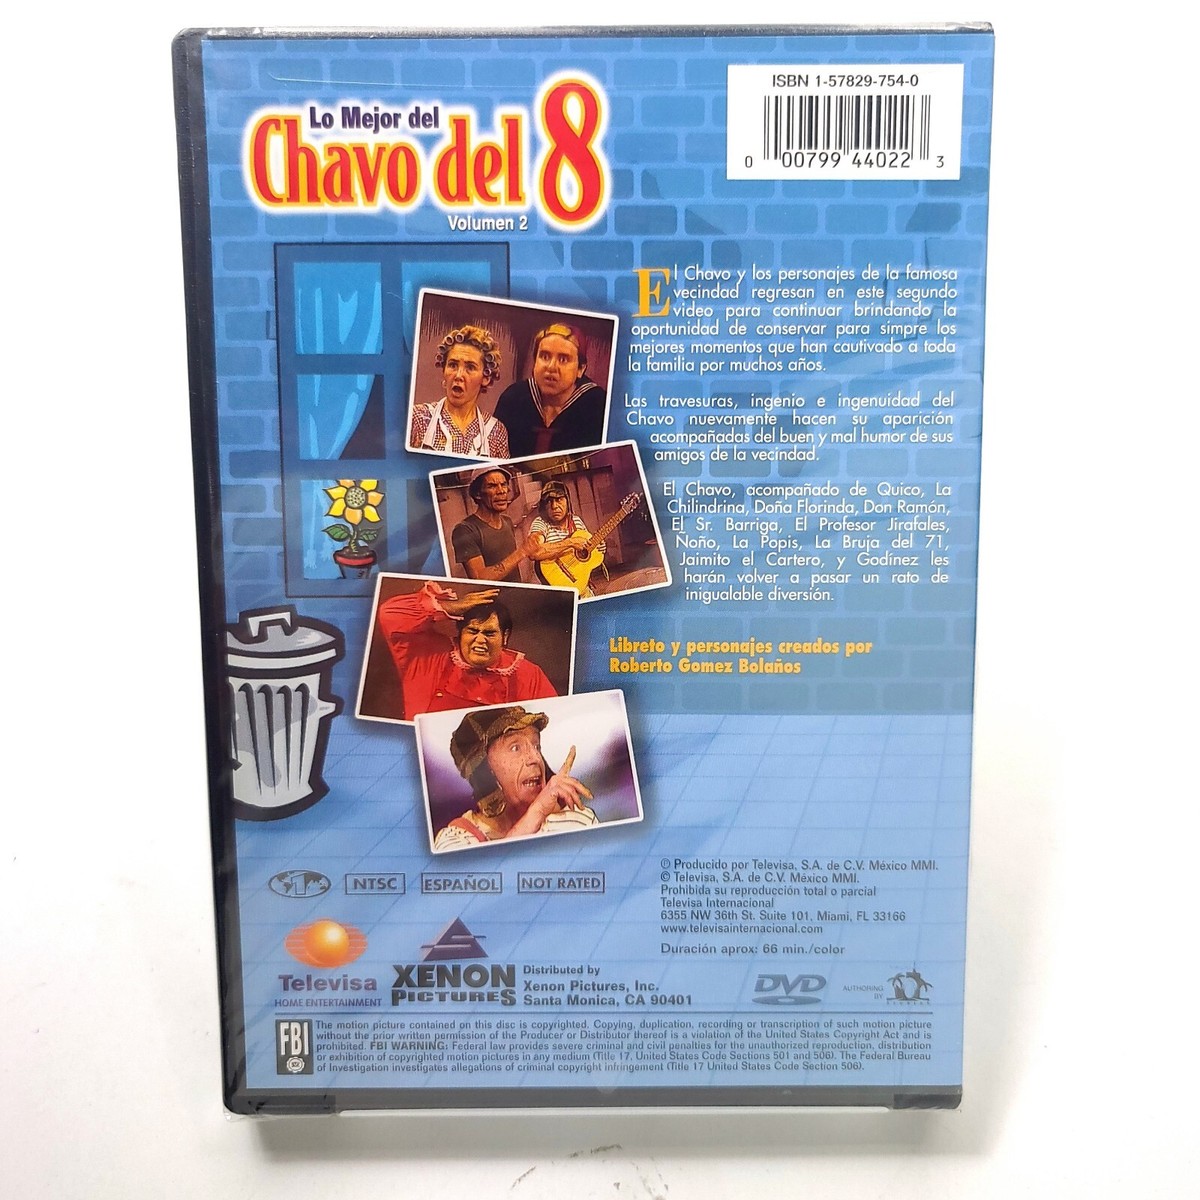 Lo Mejor del
Chavo del 8
Volumen 2
ISBN 1-57829-754-0
0 00799 44022 3
El Chavo y los personajes de la famosa
vecindad regresan en este segundo
video para continuar brindando la
oportunidad de conservar para simpre los
mejores momentos que han cautivado a toda
la familia por muchos años.
Las travesuras, ingenio e ingenuidad del
Chavo nuevamente hacen su aparición
acompañadas del buen y mal humor de sus
amigos de la vecindad.
El Chavo, acompañado de Quico, La
Chilindrina, Doña Florinda, Don Ramón,
El Sr. Barriga, El Profesor Jirafales,
Ñoño, La Popis, La Bruja del 71,
Jaimito el Cartero, y Godínez les
harán volver a pasar un rato de
inigualable diversión.
Libreto y personajes creados por
Roberto Gomez Bolaños
NTSC
ESPAÑOL
NOT RATED
℗ Producido por Televisa, S.A. de C.V. México MMI.
© Televisa, S.A. de C.V. México MMI.
Prohibida su reproducción total o parcial
Televisa Internacional
6355 NW 36th St. Suite 101, Miami, FL 33166
www.televisainternacional.com
Duración aprox: 66 min./color
Televisa
HOME ENTERTAINMENT
XENON
PICTURES
Distributed by
Xenon Pictures, Inc.
Santa Monica, CA 90401
DVD
AUTHORING
BY
FBI
The motion picture contained on this disc is copyrighted. Copying, duplication, recording or transcription of such motion picture
without the prior written permission of the Producer or Distributor thereof is a violation of the United States Copyright Act and is
prohibited. FBI WARNING: Federal law provides severe criminal and civil penalties for the unauthorized reproduction, distribution
or exhibition of copyrighted motion pictures in any medium (Title 17, United States Code Sections 501 and 506). The Federal Bureau
of Investigation investigates allegations of criminal copyright infringement (Title 17 United States Code Section 506).